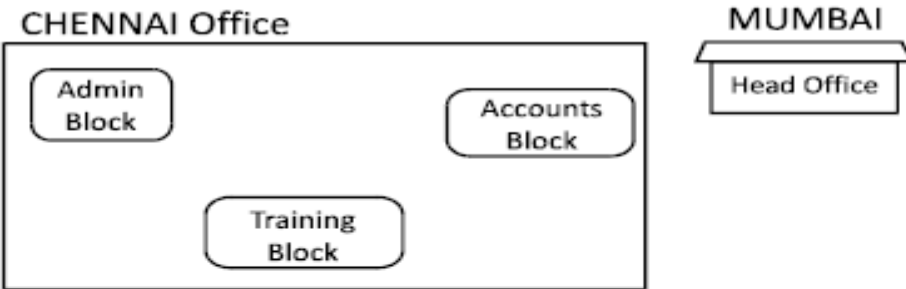 CHENNAI Office
MUMBAI
Admin
Block
Accounts
Block
Head Office
Training
Block